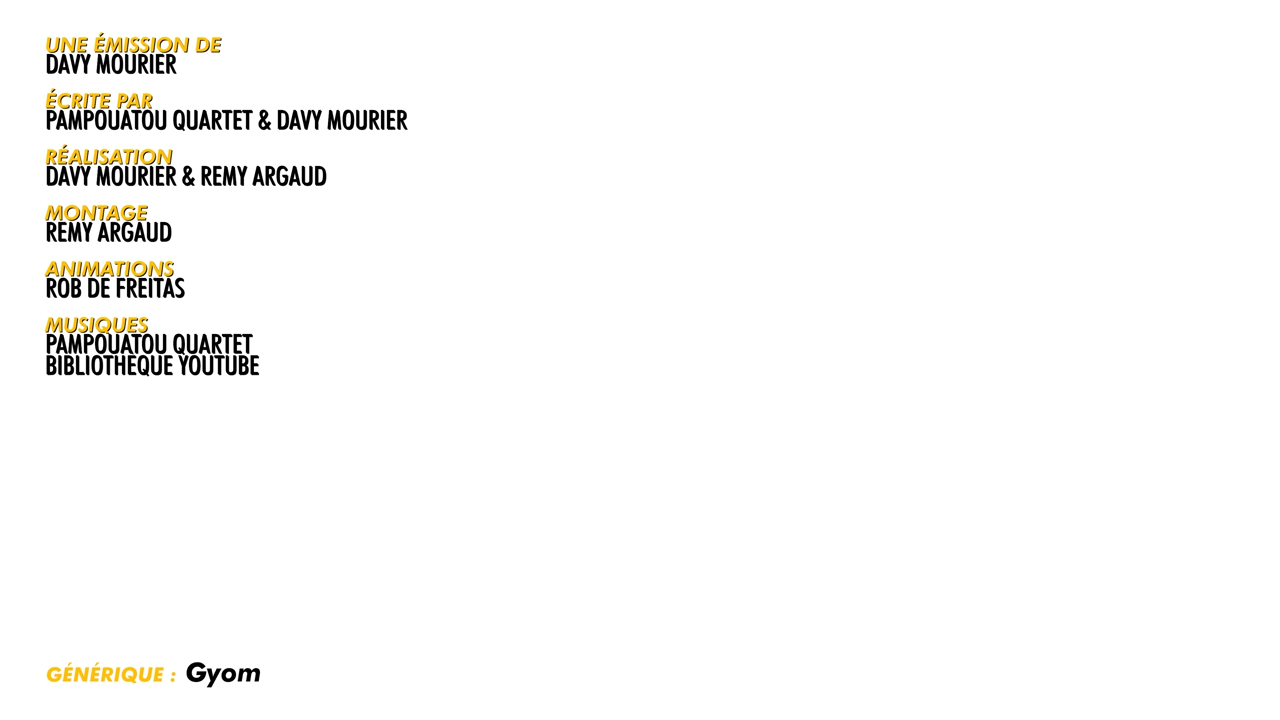 UNE ÉMISSION DE
DAVY MOURIER
ÉCRITE PAR
PAMPOUATOU QUARTET & DAVY MOURIER
RÉALISATION
DAVY MOURIER & REMY ARGAUD
MONTAGE
REMY ARGAUD
ANIMATIONS
ROB DE FREITAS
MUSIQUES
PAMPOUATOU QUARTET
BIBLIOTHÈQUE YOUTUBE
GÉNÉRIQUE : Gyom